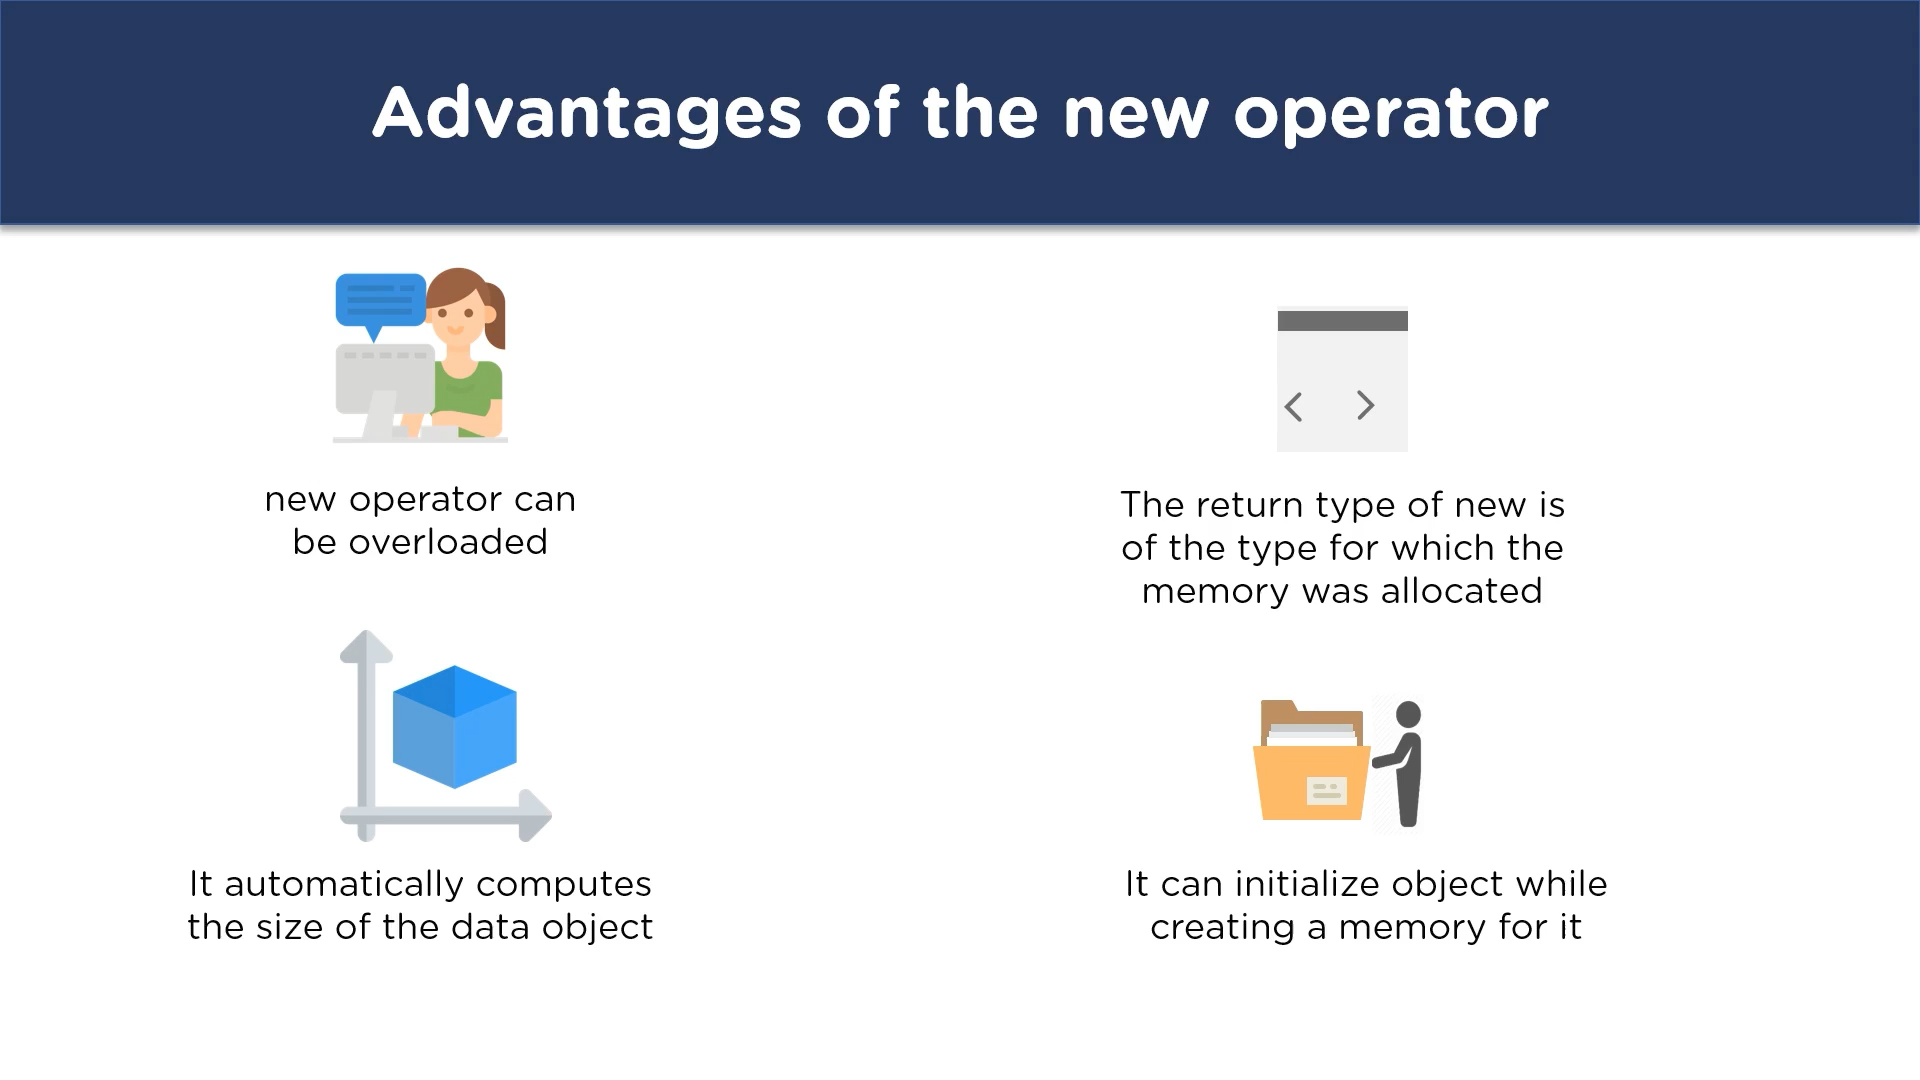 Advantages of the new operator
new operator can
be overloaded
The return type of new is
of the type for which the
memory was allocated
It automatically computes
the size of the data object
It can initialize object while
creating a memory for it